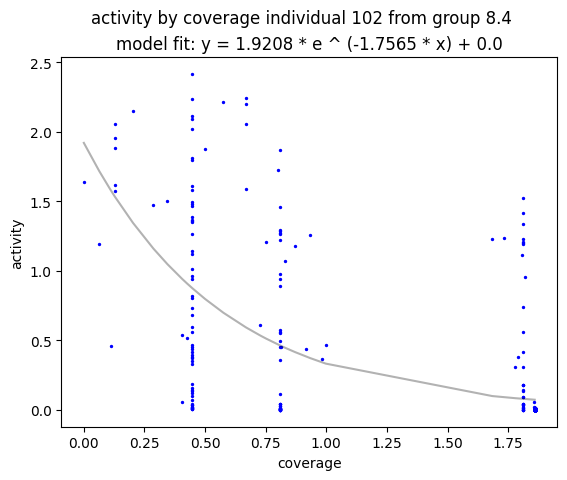 activity by coverage individual 102 from group 8.4
model fit: y = 1.9208 * e ^ (-1.7565 * x) + 0.0
2.5
2.0
1.5
1.0
0.5
0.0
activity
0.00 0.25 0.50 0.75 1.00 1.25 1.50 1.75
coverage